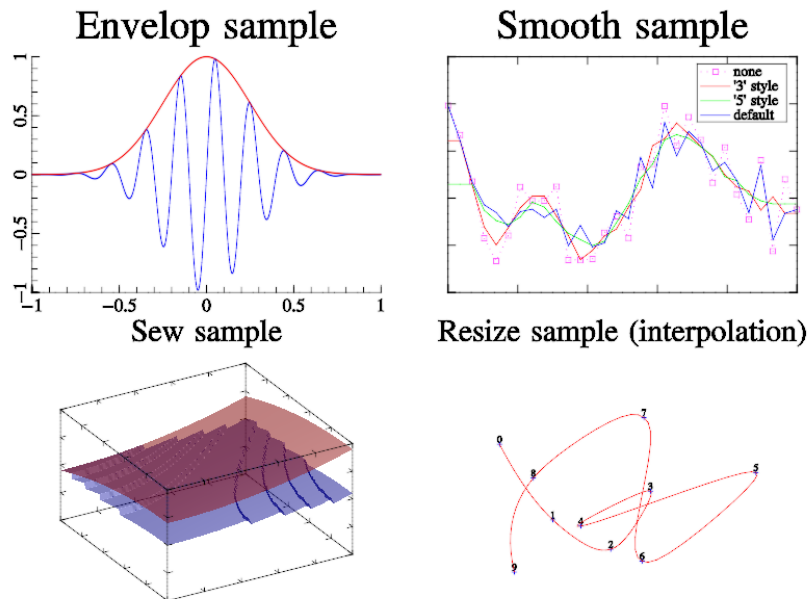 Envelop sample
1
0.5
0
−0.5
−1
−1
−0.5
0
0.5
1
Smooth sample
none
'3' style
'5' style
default
Sew sample
Resize sample (interpolation)
0
7
8
3
5
1
4
2
6
9